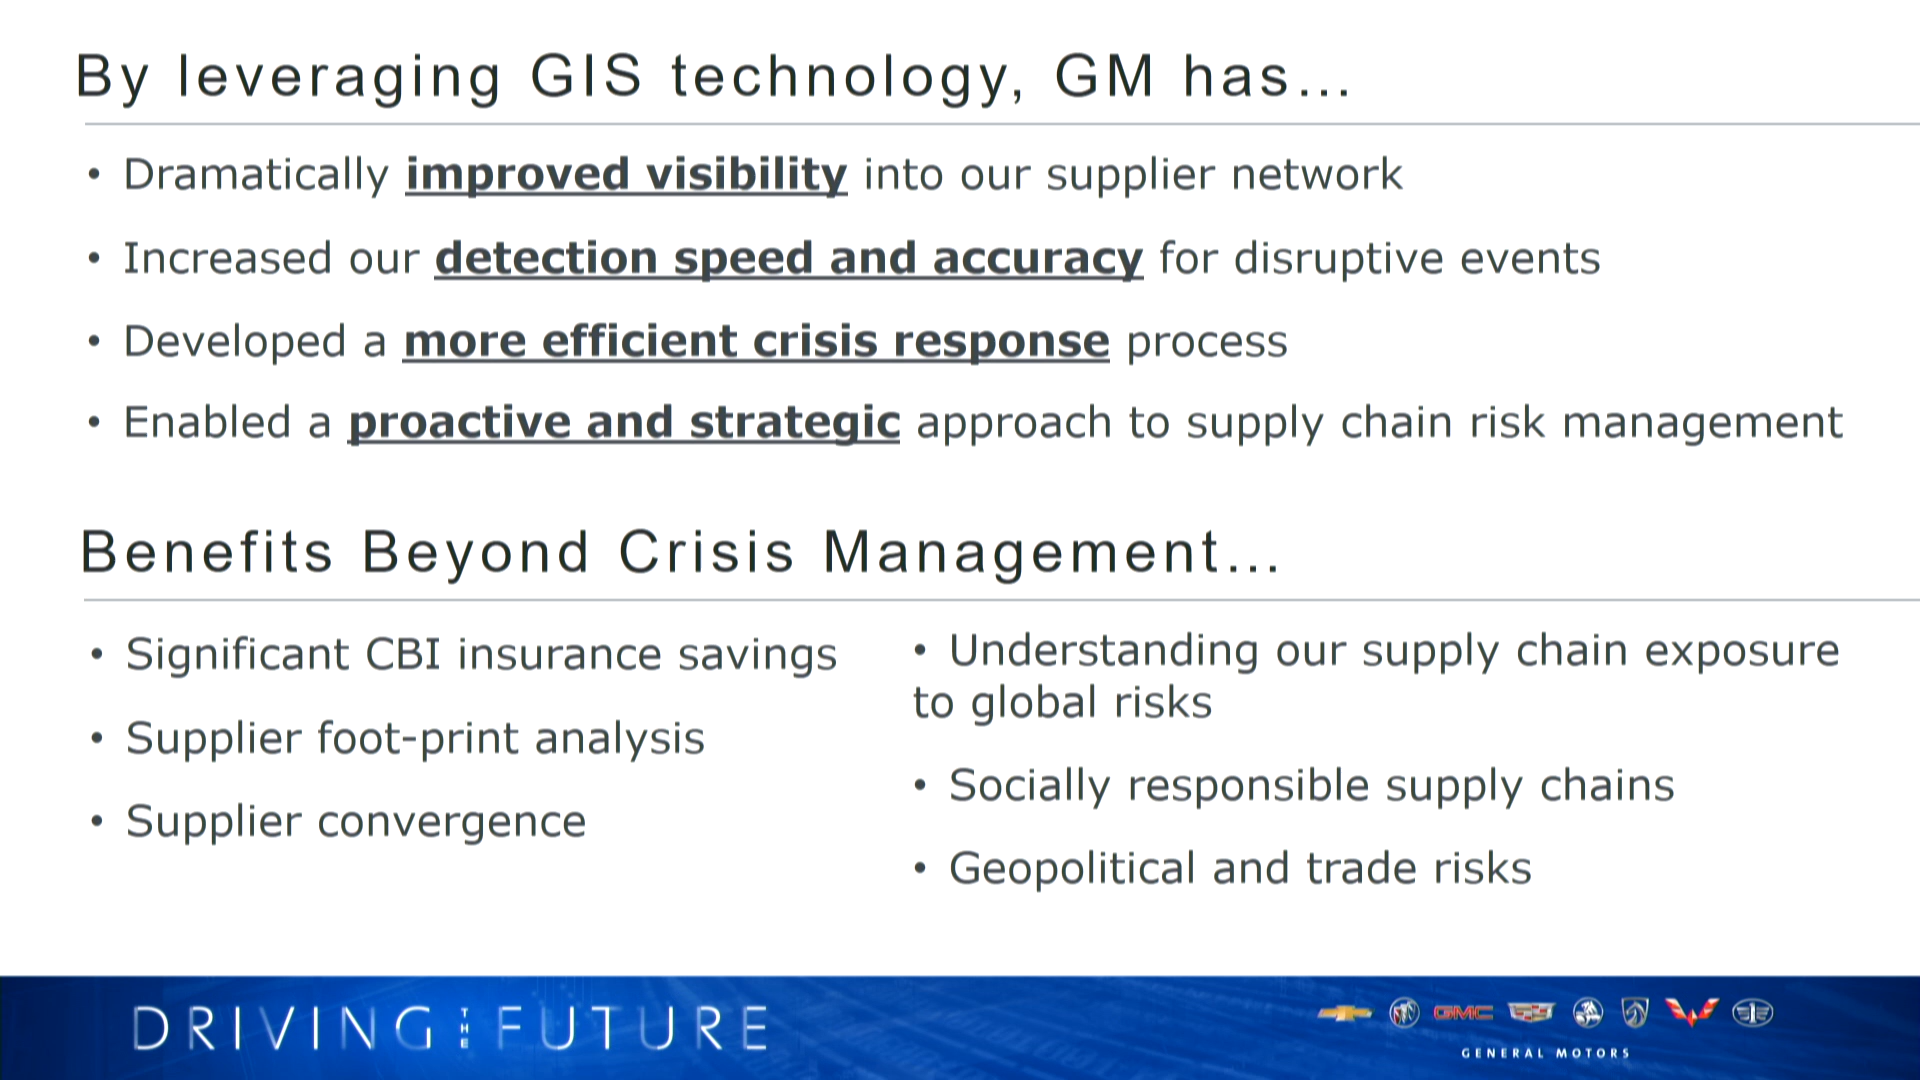 By leveraging GIS technology, GM has...
• Dramatically improved visibility into our supplier network
• Increased our detection speed and accuracy for disruptive events
• Developed a more efficient crisis response process
• Enabled a proactive and strategic approach to supply chain risk management
Benefits Beyond Crisis Management...
• Significant CBI insurance savings
• Supplier foot-print analysis
• Supplier convergence
• Understanding our supply chain exposure
to global risks
• Socially responsible supply chains
• Geopolitical and trade risks
DRIVING THE FUTURE
GMC
GENERAL MOTORS